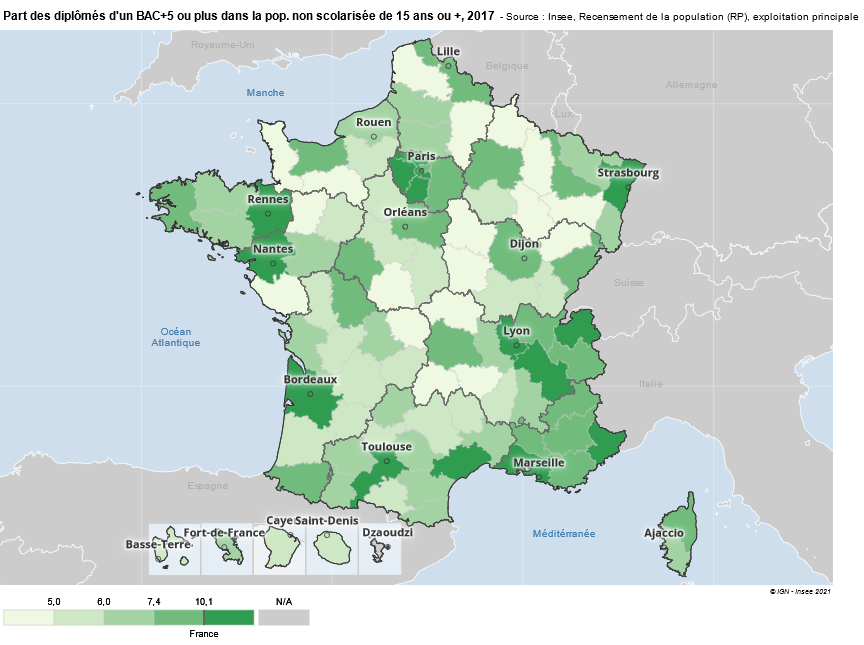 Part des diplômés d'un BAC+5 ou plus dans la pop. non scolarisée de 15 ans ou +, 2017 - Source : Insee, Recensement de la population (RP), exploitation principale
Royaume-Uni
Lille
Belgique
Allemagne
Manche
Lux.
Rouen
Paris
Strasbourg
Rennes
Orléans
Nantes
Dijon
Suisse
Océan
Atlantique
Lyon
Bordeaux
Italie
Toulouse
Marseille
Espagne
Basse-Terre
Fort-de-France
Caye
Saint-Denis
Dzaoudzi
Méditerranée
Ajaccio
© IGN - Insee 2021
5,0 6,0 7,4 10,1 N/A
France